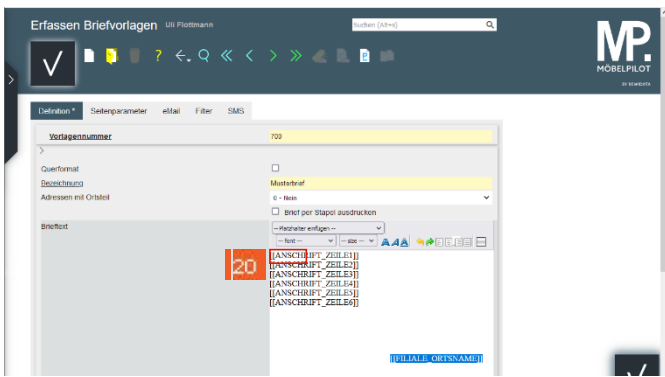 Erfassen Briefvorlagen Uli Flottmann
Suchen (Alt+s)
MP.
MÖBELPILOT
Definition * Seitenparameter eMail Filter SMS
Vorlagennummer 700
Querformat
Bezeichnung Musterbrief
Adressen mit Ortsteil 0 - Nein
Brief per Stapel ausdrucken
Brieftext -- Platzhalter einfügen --
-- font -- -- size --
20
[[ANSCHRIFT_ZEILE1]]
[[ANSCHRIFT_ZEILE2]]
[[ANSCHRIFT_ZEILE3]]
[[ANSCHRIFT_ZEILE4]]
[[ANSCHRIFT_ZEILE5]]
[[ANSCHRIFT_ZEILE6]]
[[FILIALE_ORTSNAME]]